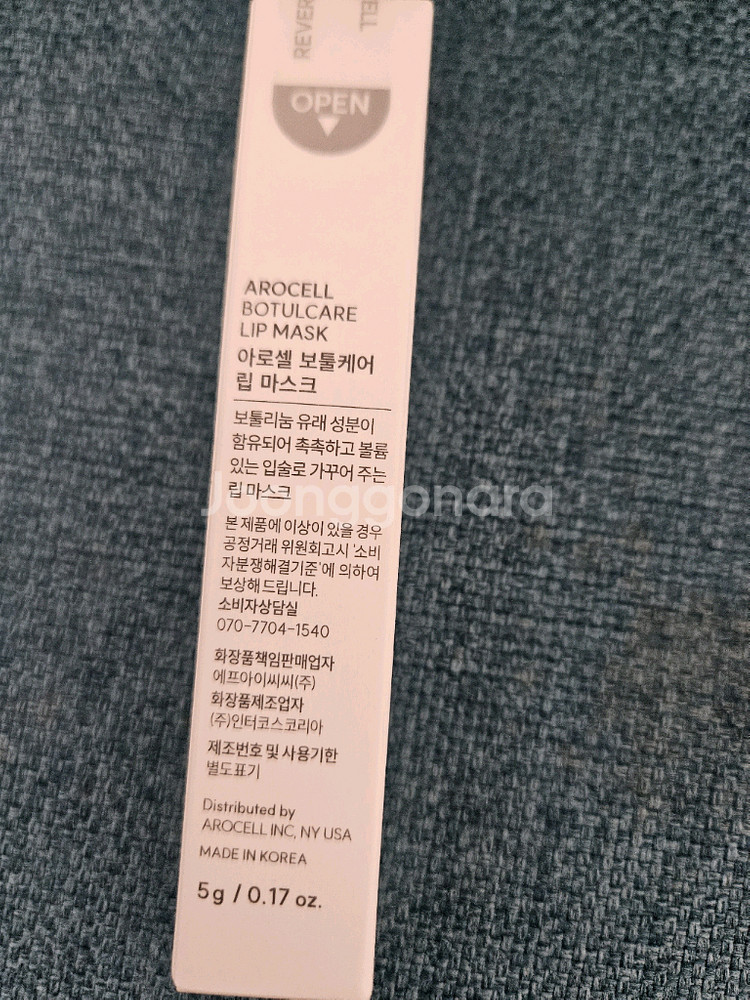 REVER
ELL
OPEN
AROCELL
BOTULCARE
LIP MASK
아로셀 보툴케어
립 마스크
보툴리눔 유래 성분이
함유되어 촉촉하고 볼륨
있는 입술로 가꾸어 주는
립 마스크
Joonggonara
본 제품에 이상이 있을 경우
공정거래 위원회고시 '소비
자분쟁해결기준'에 의하여
보상해 드립니다.
소비자상담실
070-7704-1540
화장품책임판매업자
에프아이씨씨(주)
화장품제조업자
(주)인터코스코리아
제조번호 및 사용기한
별도표기
Distributed by
AROCELL INC, NY USA
MADE IN KOREA
5g / 0.17 oz.